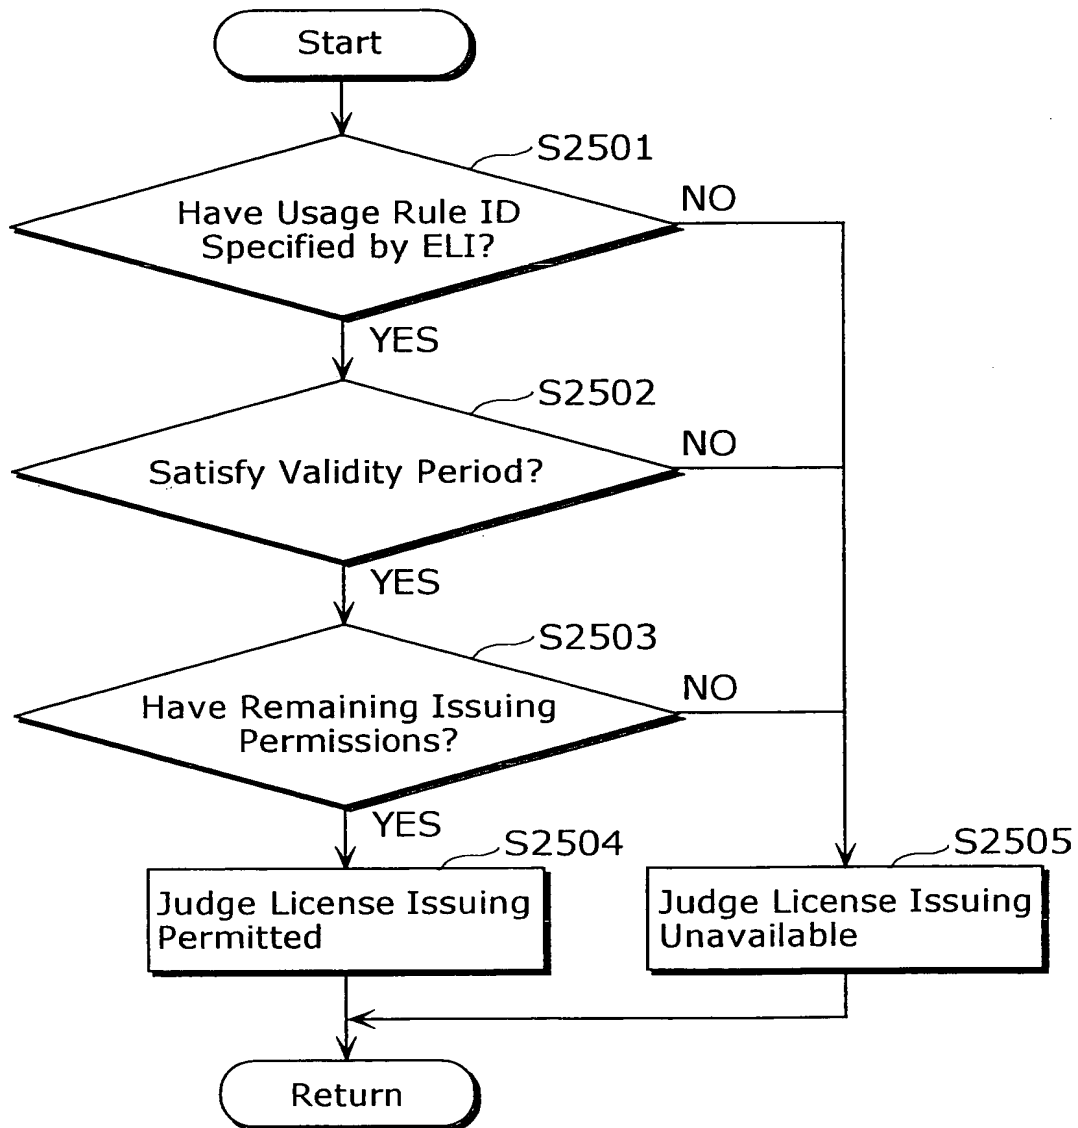 Start
S2501
Have Usage Rule ID
Specified by ELI?
NO
YES
S2502
Satisfy Validity Period?
NO
YES
S2503
Have Remaining Issuing
Permissions?
NO
YES
S2504
Judge License Issuing
Permitted
S2505
Judge License Issuing
Unavailable
Return